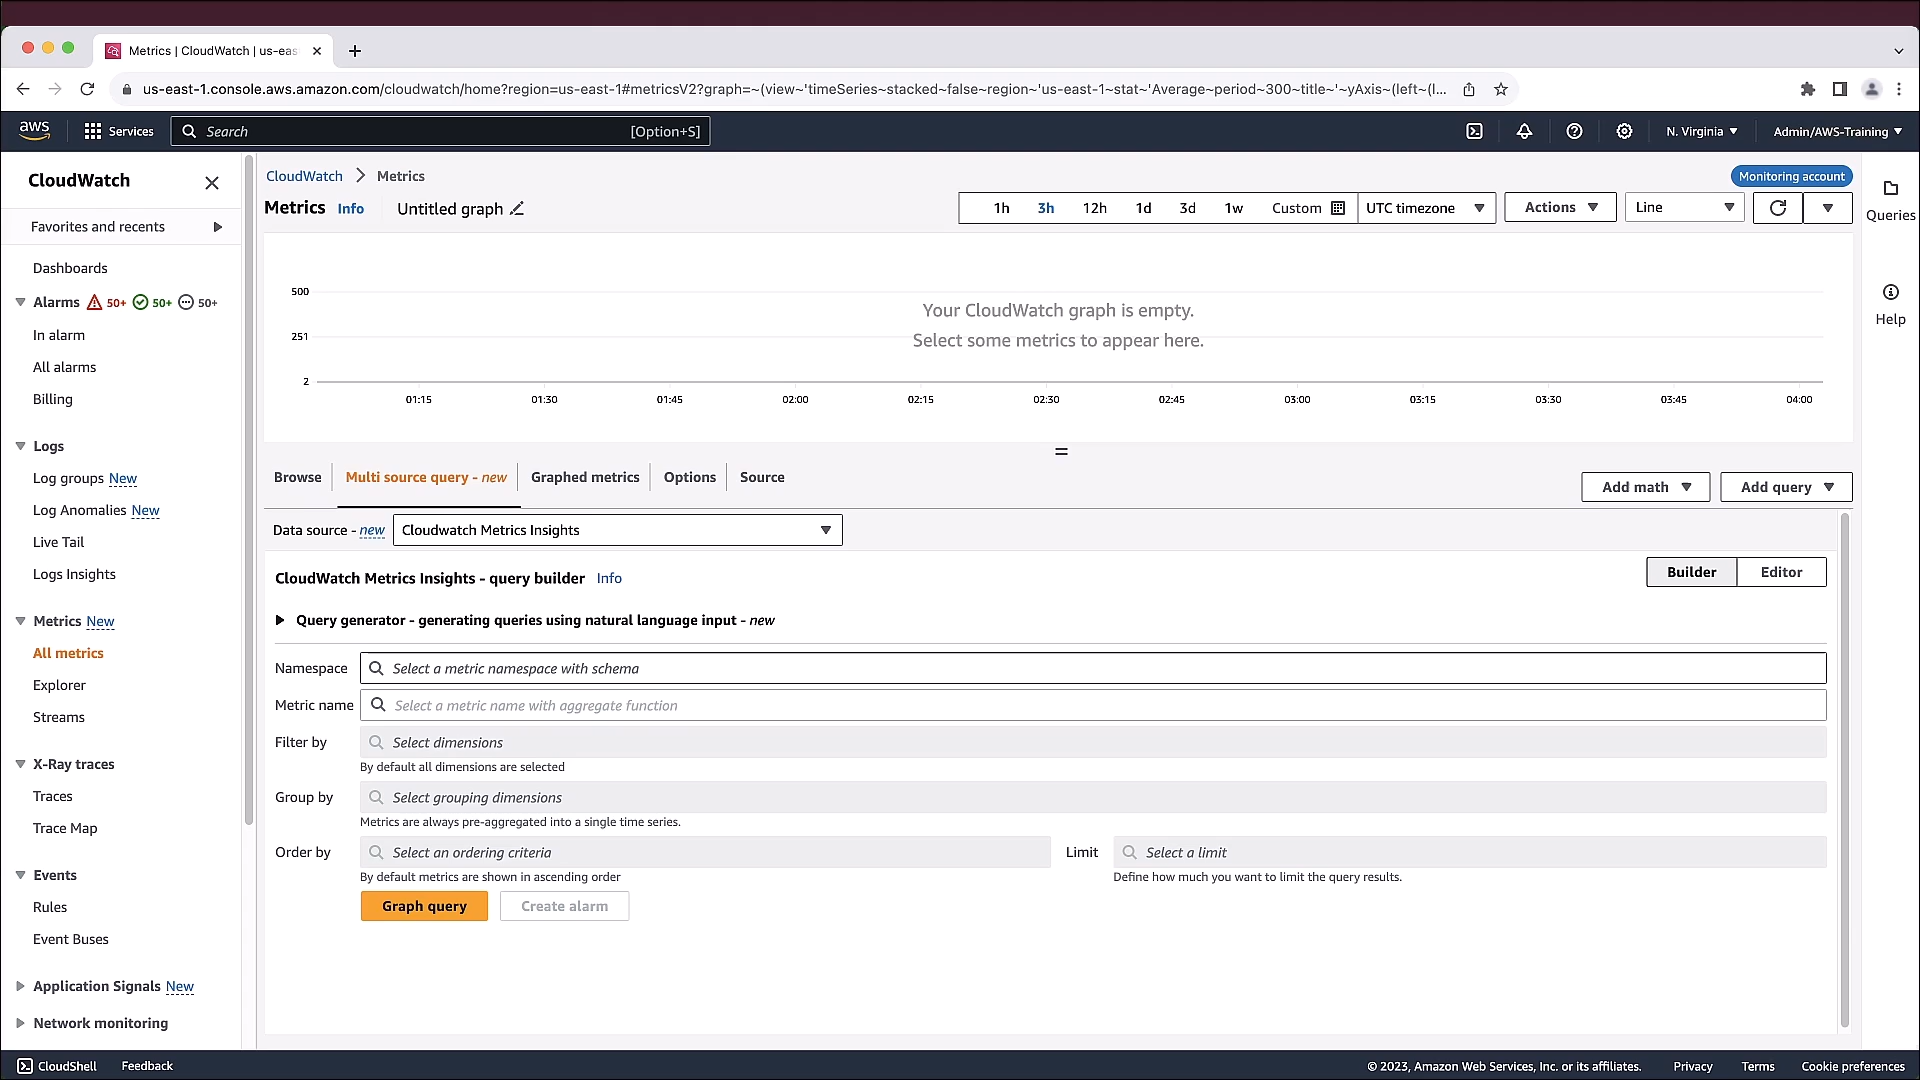 Metrics | CloudWatch | us-eas
us-east-1.console.aws.amazon.com/cloudwatch/home?region=us-east-1#metricsV2?graph=~(view~'timeSeries~stacked~false~region~'us-east-1~stat~'Average~period~300~title~'~yAxis~(left~(l...
aws Services Search [Option+S] N. Virginia Admin/AWS-Training
CloudWatch
Favorites and recents
Dashboards
Alarms 50+ 50+ 50+
In alarm
All alarms
Billing
Logs
Log groups New
Log Anomalies New
Live Tail
Logs Insights
Metrics New
All metrics
Explorer
Streams
X-Ray traces
Traces
Trace Map
Events
Rules
Event Buses
Application Signals New
Network monitoring
CloudWatch Metrics
Monitoring account
Metrics Info Untitled graph
1h 3h 12h 1d 3d 1w Custom UTC timezone Actions Line
500
251
2
Your CloudWatch graph is empty.
Select some metrics to appear here.
01:15 01:30 01:45 02:00 02:15 02:30 02:45 03:00 03:15 03:30 03:45 04:00
Browse Multi source query - new Graphed metrics Options Source
Add math Add query
Data source - new Cloudwatch Metrics Insights
CloudWatch Metrics Insights - query builder Info
Builder Editor
Query generator - generating queries using natural language input - new
Namespace Select a metric namespace with schema
Metric name Select a metric name with aggregate function
Filter by Select dimensions
By default all dimensions are selected
Group by Select grouping dimensions
Metrics are always pre-aggregated into a single time series.
Order by Select an ordering criteria Limit Select a limit
By default metrics are shown in ascending order Define how much you want to limit the query results.
Graph query Create alarm
Queries
Help
CloudShell Feedback © 2023, Amazon Web Services, Inc. or its affiliates. Privacy Terms Cookie preferences